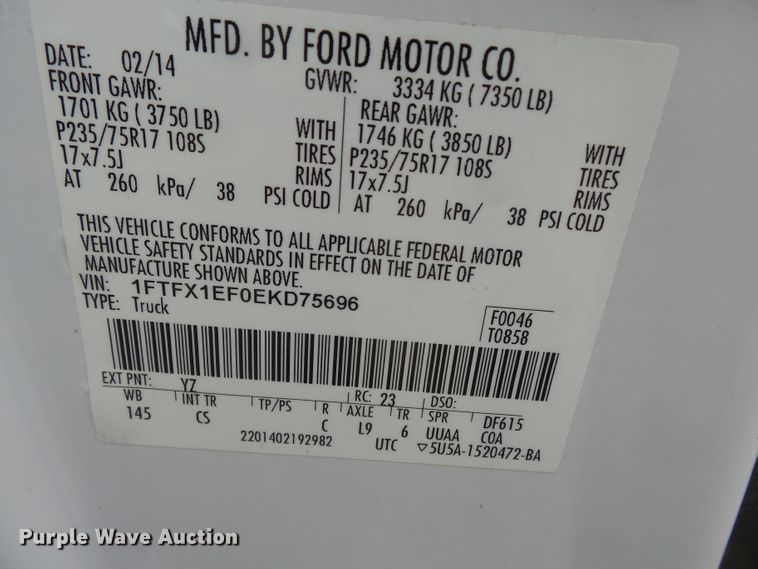 MFD. BY FORD MOTOR CO.
DATE: 02/14 GVWR: 3334 KG ( 7350 LB)
FRONT GAWR: REAR GAWR:
1701 KG ( 3750 LB) WITH 1746 KG ( 3850 LB) WITH
P235/75R17 108S TIRES P235/75R17 108S TIRES
17x7.5J RIMS 17x7.5J RIMS
AT 260 kPa/ 38 PSI COLD AT 260 kPa/ 38 PSI COLD
THIS VEHICLE CONFORMS TO ALL APPLICABLE FEDERAL MOTOR
VEHICLE SAFETY STANDARDS IN EFFECT ON THE DATE OF
MANUFACTURE SHOWN ABOVE.
VIN: 1FTFX1EF0EKD75696
TYPE: Truck
F0046
T0858
EXT PNT: YZ RC: 23 DSO:
WB INT TR TP/PS R AXLE TR SPR DF615
145 CS C L9 6 UUAA COA
2201402192982 UTC ▽5U5A-1520472-BA
Purple Wave Auction